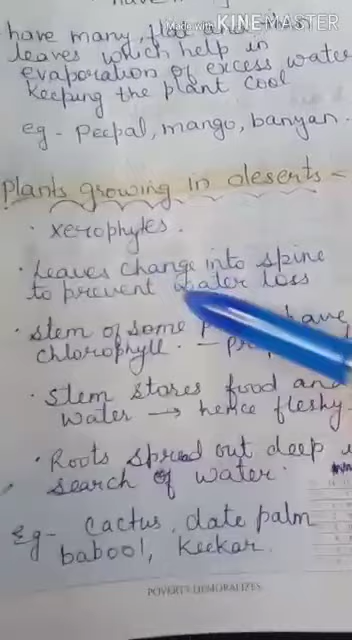 have many
leaves which help in
evaporation of excess water
keeping the plant cool
eg - Peepal, mango, banyan.
Made with KINEMASTER
Plants growing in deserts -
• xerophytes.
• Leaves change into spine
to prevent water loss
• stem of some have
chlorophyll. -
• Stem stores food and
water → hence fleshy.
• Roots spread out deep
search of water.
Eg- Cactus, date palm
babool, keekar.
POVERTY DEMORALIZES